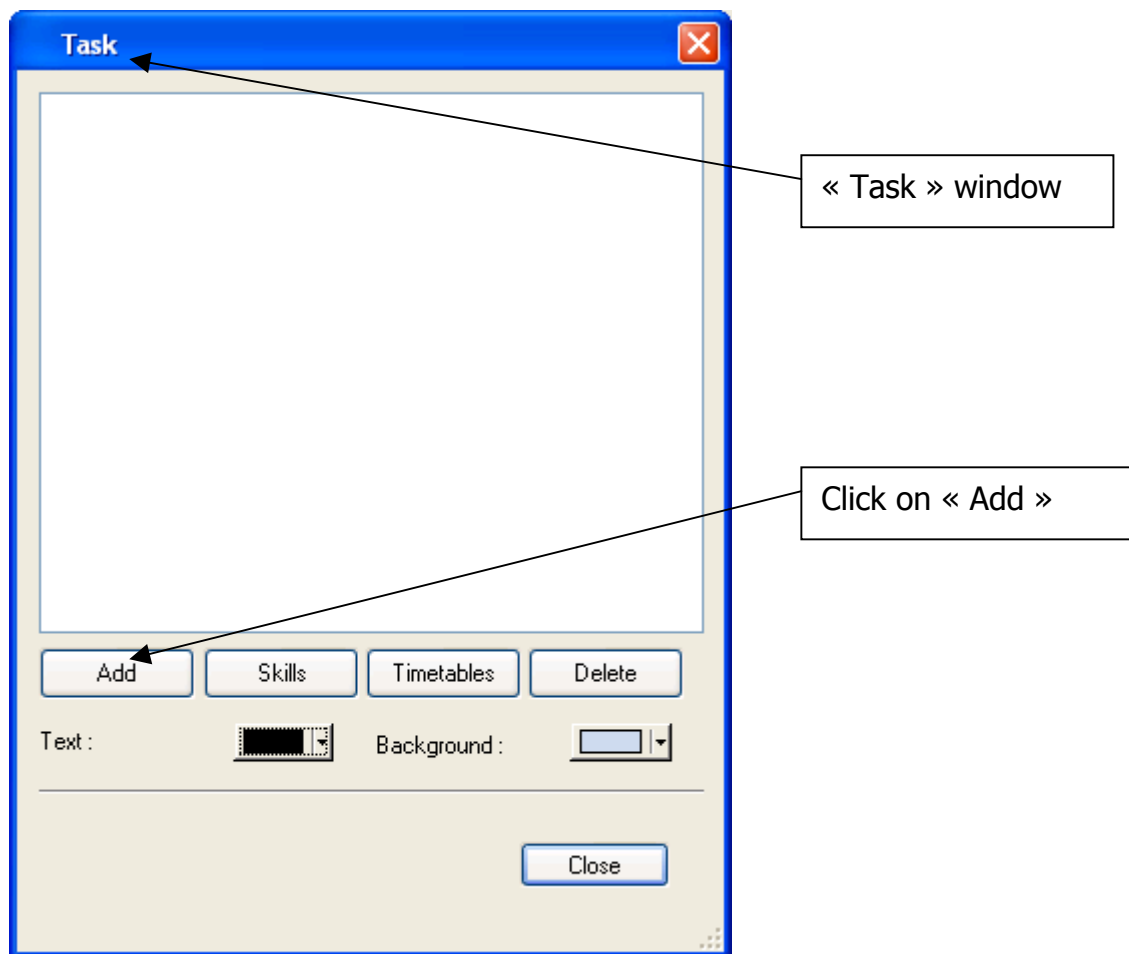 Task
« Task » window
Click on « Add »
Add Skills Timetables Delete
Text : Background :
Close